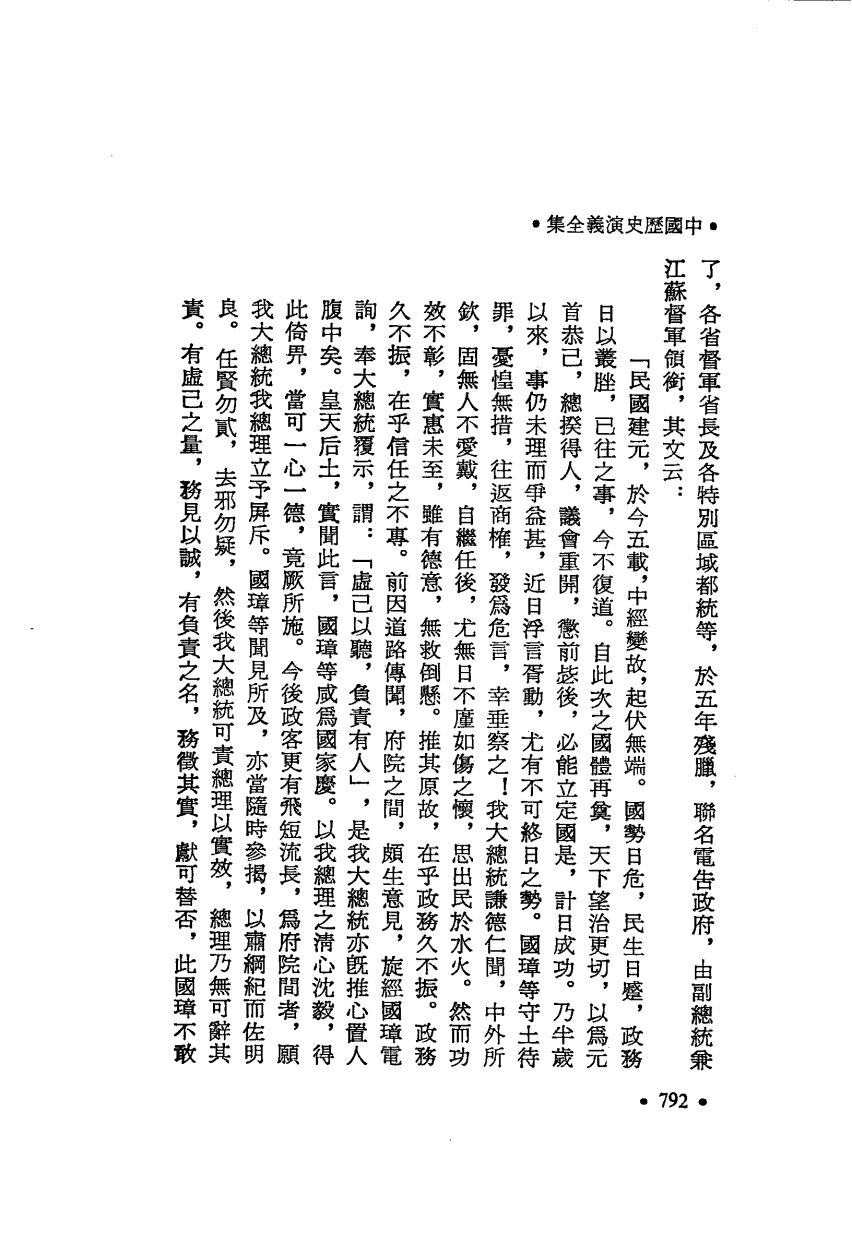 •中國歷史演義全集•
了，各省督軍省長及各特別區域都統等，於五年殘臘，聯名電告政府，由副總統兼
江蘇督軍領銜，其文云：
「民國建元，於今五載，中經變故，起伏無端。國勢日危，民生日蹙，政務
日以叢脞，已往之事，今不復道。自此次之國體再奠，天下望治更切，以爲元
首恭己，總揆得人，議會重開，懲前毖後，必能立定國是，計日成功。乃半歲
以來，事仍未理而爭益甚，近日浮言胥動，尤有不可終日之勢。國璋等守土待
罪，憂惶無措，往返商榷，發爲危言，幸垂察之！我大總統謙德仁聞，中外所
欽，固無人不愛戴，自繼任後，尤無日不廑如傷之懷，思出民於水火。然而功
效不彰，實惠未至，雖有德意，無救倒懸。推其原故，在乎政務久不振。政務
久不振，在乎信任之不專。前因道路傳聞，府院之間，頗生意見，旋經國璋電
詢，奉大總統覆示，謂：「虛己以聽，負責有人」，是我大總統亦旣推心置人
腹中矣。皇天后土，實聞此言，國璋等咸爲國家慶。以我總理之清心沈毅，得
此倚畀，當可一心一德，竟厥所施。今後政客更有飛短流長，爲府院間者，願
我大總統我總理立予屏斥。國璋等聞見所及，亦當隨時參揭，以肅綱紀而佐明
良。任賢勿貳，去邪勿疑，然後我大總統可責總理以實效，總理乃無可辭其
責。有虛己之量，務見以誠，有負責之名，務徵其實，獻可替否，此國璋不敢
•792•